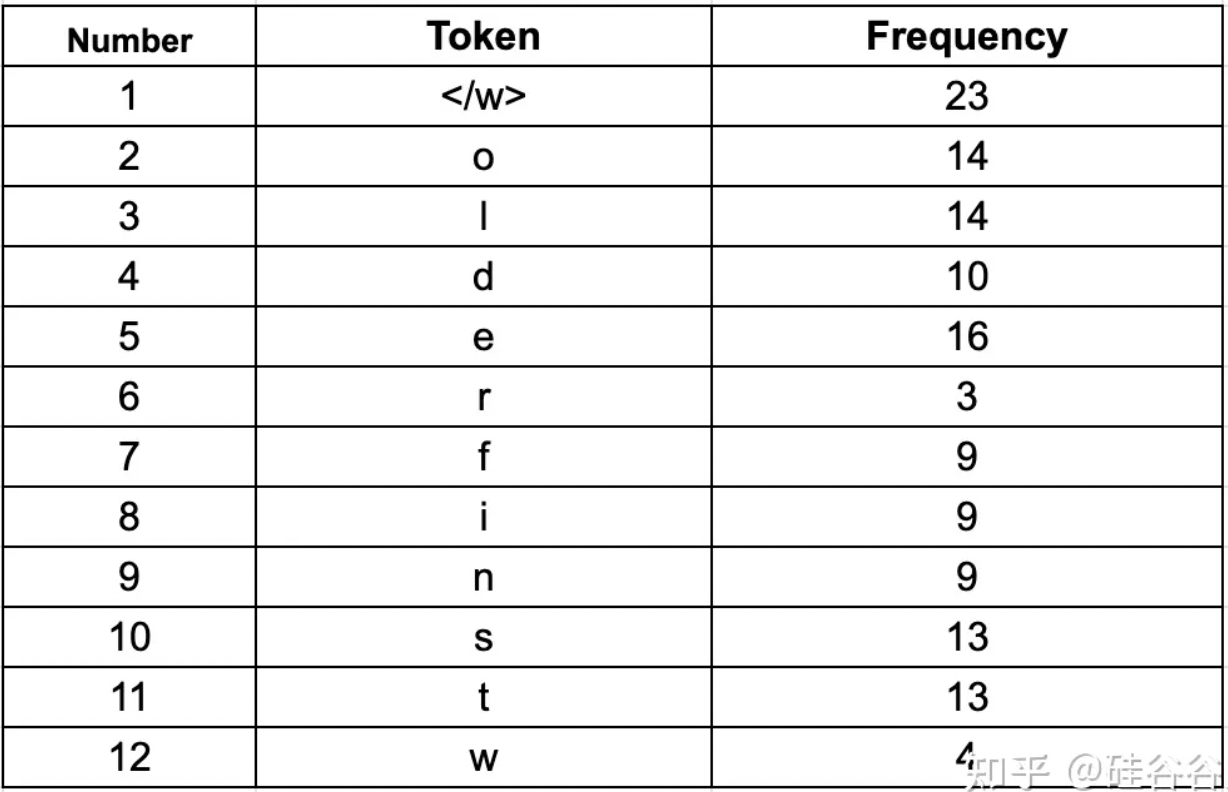 Number Token Frequency
1 </w> 23
2 o 14
3 l 14
4 d 10
5 e 16
6 r 3
7 f 9
8 i 9
9 n 9
10 s 13
11 t 13
12 w 4
知乎 @硅谷谷